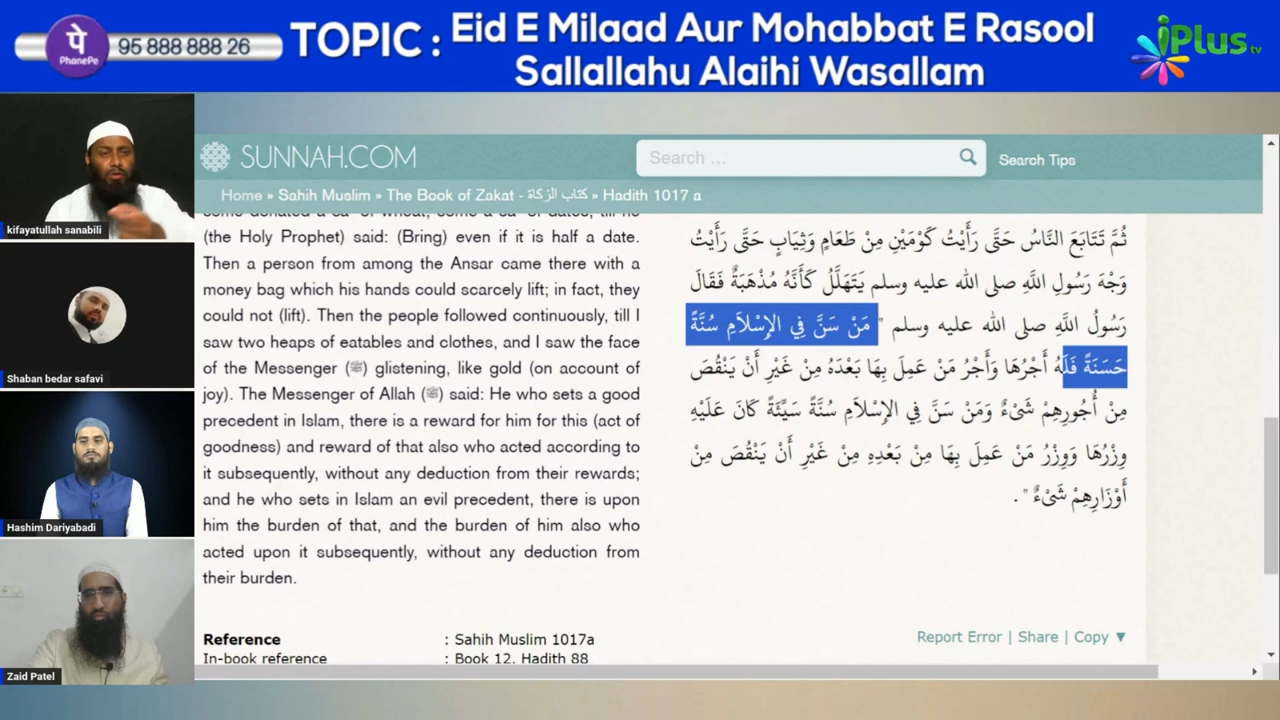 पे
PhonePe
95 888 888 26
TOPIC : Eid E Milaad Aur Mohabbat E Rasool
Sallallahu Alaihi Wasallam
iPlus tv
kifayatullah sanabili
Shaban bedar safavi
Hashim Dariyabadi
Zaid Patel
SUNNAH.COM
Search ...
Search Tips
Home » Sahih Muslim » The Book of Zakat - كتاب الزكاة » Hadith 1017 a
(the Holy Prophet) said: (Bring) even if it is half a date.
Then a person from among the Ansar came there with a
money bag which his hands could scarcely lift; in fact, they
could not (lift). Then the people followed continuously, till I
saw two heaps of eatables and clothes, and I saw the face
of the Messenger (ﷺ) glistening, like gold (on account of
joy). The Messenger of Allah (ﷺ) said: He who sets a good
precedent in Islam, there is a reward for him for this (act of
goodness) and reward of that also who acted according to
it subsequently, without any deduction from their rewards;
and he who sets in Islam an evil precedent, there is upon
him the burden of that, and the burden of him also who
acted upon it subsequently, without any deduction from
their burden.
ثُمَّ تَتَابَعَ النَّاسُ حَتَّى رَأَيْتُ كَوْمَيْنِ مِنْ طَعَامٍ وَثِيَابٍ حَتَّى رَأَيْتُ
وَجْهَ رَسُولِ اللَّهِ صلى الله عليه وسلم يَتَهَلَّلُ كَأَنَّهُ مُذْهَبَةٌ فَقَالَ
رَسُولُ اللَّهِ صلى الله عليه وسلم " مَنْ سَنَّ فِي الإِسْلاَمِ سُنَّةً
حَسَنَةً فَلَهُ أَجْرُهَا وَأَجْرُ مَنْ عَمِلَ بِهَا بَعْدَهُ مِنْ غَيْرِ أَنْ يَنْقُصَ
مِنْ أُجُورِهِمْ شَىْءٌ وَمَنْ سَنَّ فِي الإِسْلاَمِ سُنَّةً سَيِّئَةً كَانَ عَلَيْهِ
وِزْرُهَا وَوِزْرُ مَنْ عَمِلَ بِهَا مِنْ بَعْدِهِ مِنْ غَيْرِ أَنْ يَنْقُصَ مِنْ
أَوْزَارِهِمْ شَىْءٌ " .
Reference : Sahih Muslim 1017a
In-book reference : Book 12, Hadith 88
Report Error | Share | Copy ▼